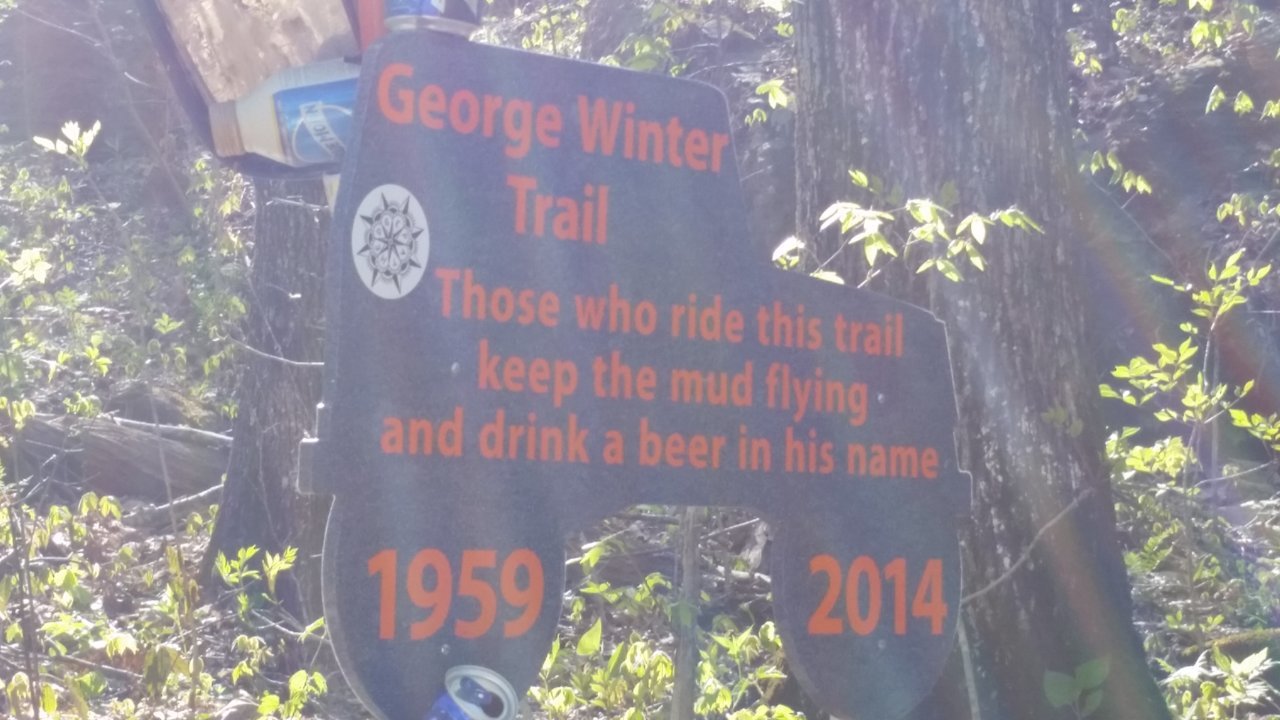 George Winter
Trail
Those who ride this trail
keep the mud flying
and drink a beer in his name
1959 2014